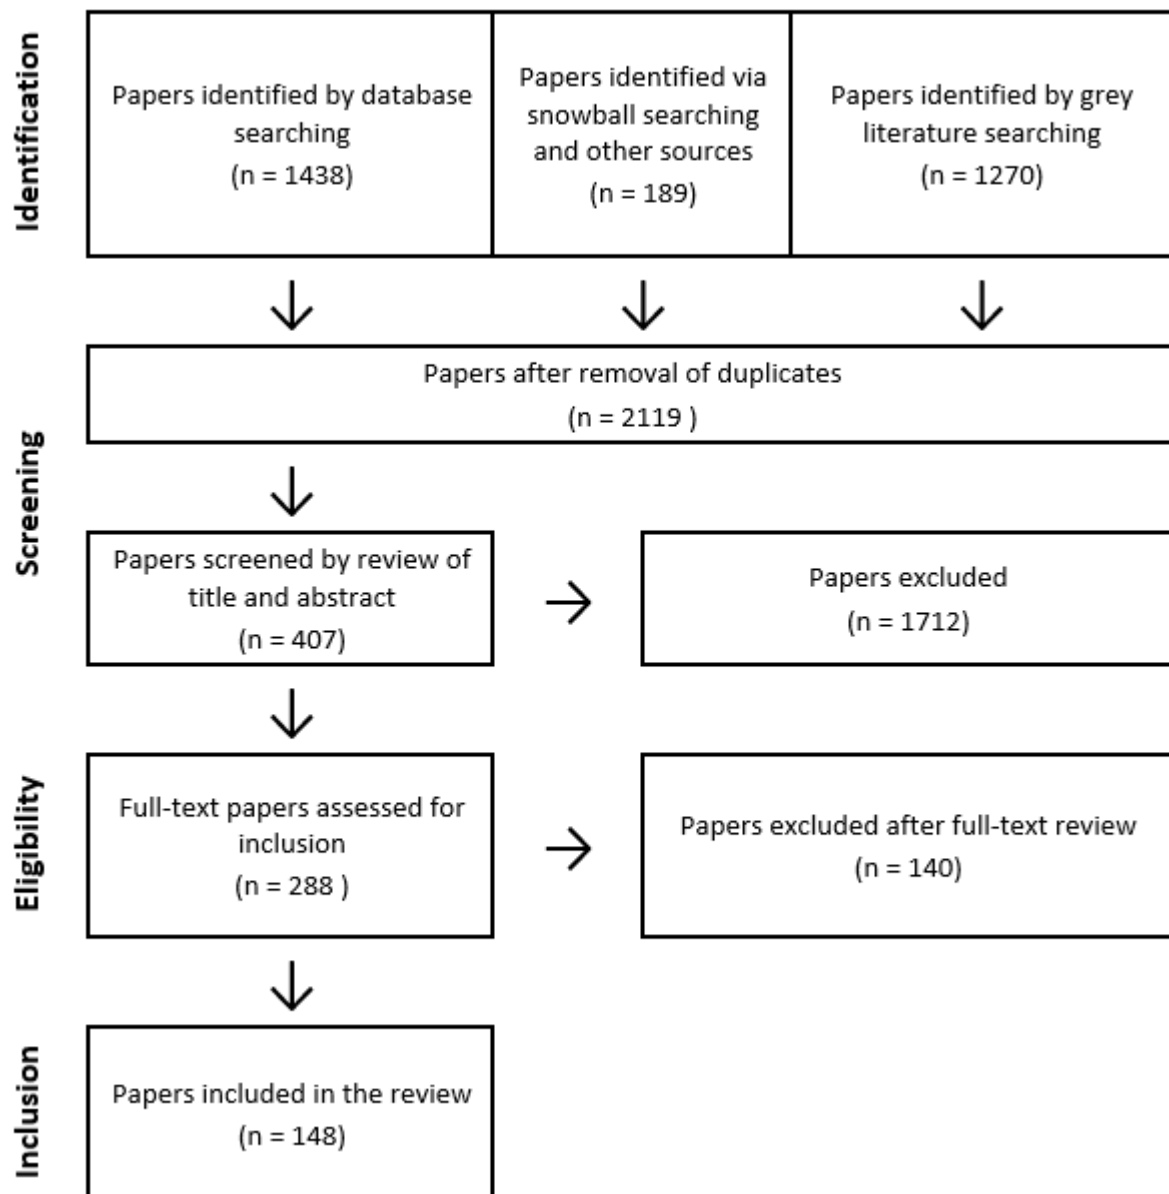 Identification
Papers identified by database
searching
(n = 1438)
Papers identified via
snowball searching
and other sources
(n = 189)
Papers identified by grey
literature searching
(n = 1270)
Screening
Papers after removal of duplicates
(n = 2119 )
Papers screened by review of
title and abstract
(n = 407)
Papers excluded
(n = 1712)
Eligibility
Full-text papers assessed for
inclusion
(n = 288 )
Papers excluded after full-text review
(n = 140)
Inclusion
Papers included in the review
(n = 148)